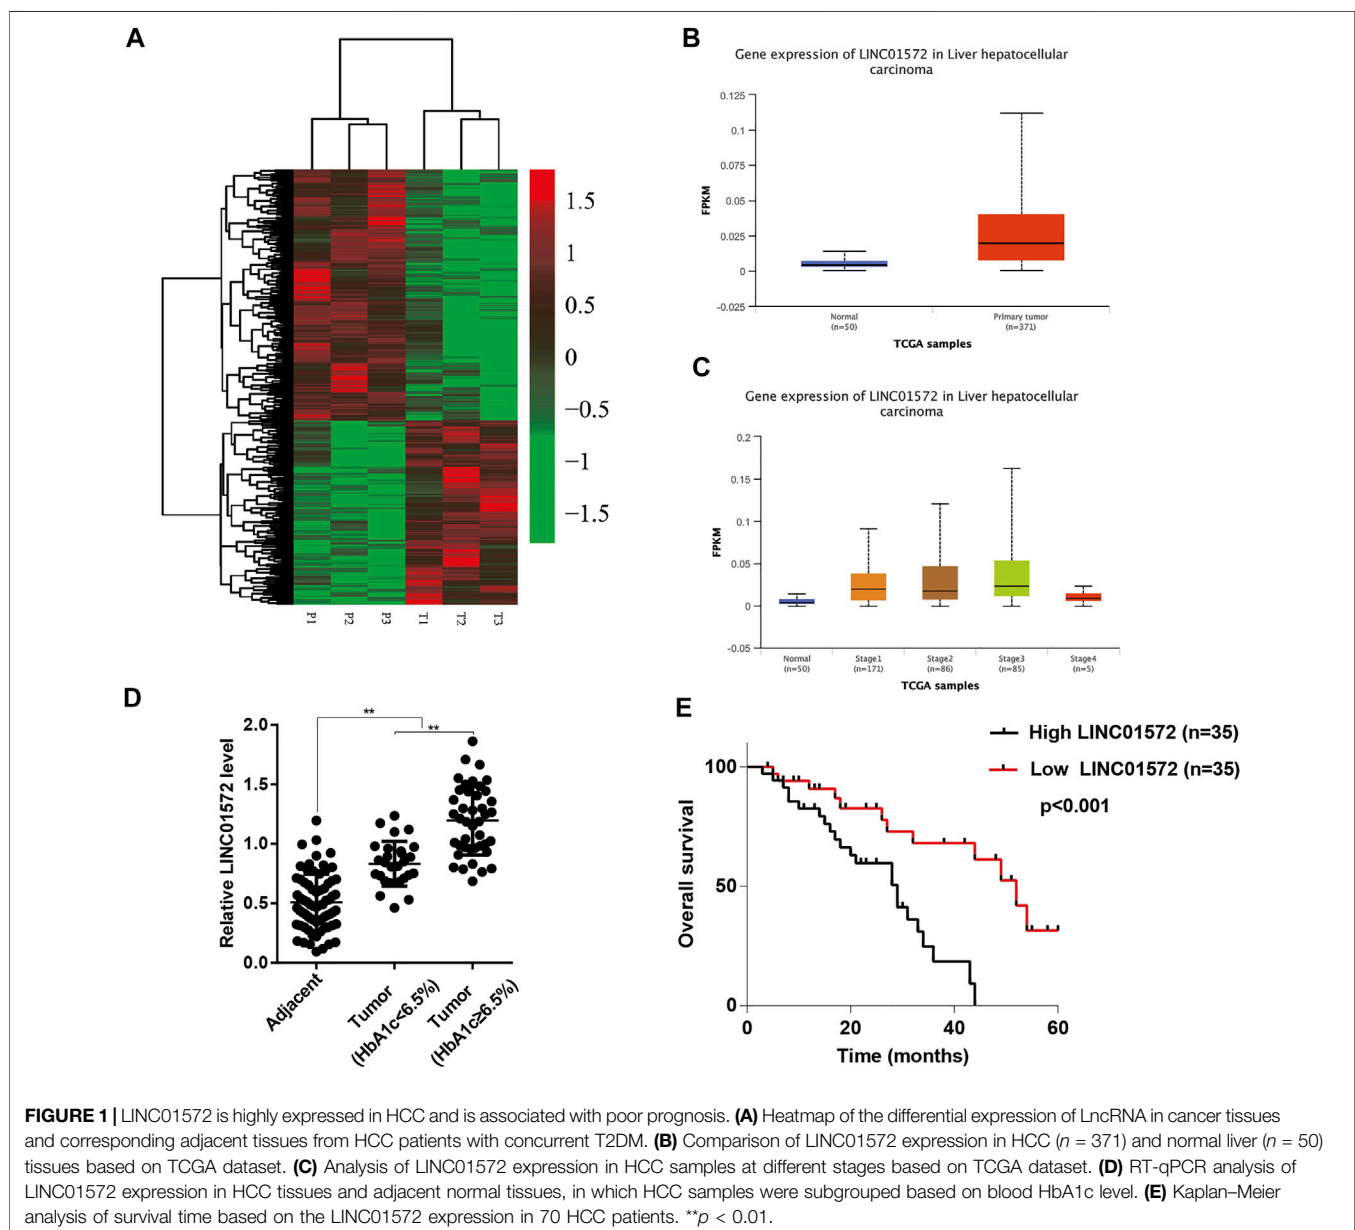 A
1.5
1
0.5
0
−0.5
−1
−1.5
P1
P2
P3
T1
T2
T3
B
Gene expression of LINC01572 in Liver hepatocellular
carcinoma
0.125
0.1
0.075
0.05
0.025
0
-0.025
FPKM
Normal
(n=50)
Primary tumor
(n=371)
TCGA samples
C
Gene expression of LINC01572 in Liver hepatocellular
carcinoma
0.2
0.15
0.1
0.05
0
-0.05
FPKM
Normal
(n=50)
Stage1
(n=171)
Stage2
(n=86)
Stage3
(n=85)
Stage4
(n=5)
TCGA samples
D
Relative LINC01572 level
2.0
1.5
1.0
0.5
0.0
**
**
Adjacent
Tumor
(HbA1c<6.5%)
Tumor
(HbA1c≥6.5%)
E
High LINC01572 (n=35)
Low LINC01572 (n=35)
p<0.001
Overall survival
100
50
0
0
20
40
60
Time (months)
FIGURE 1 | LINC01572 is highly expressed in HCC and is associated with poor prognosis. (A) Heatmap of the differential expression of LncRNA in cancer tissues
and corresponding adjacent tissues from HCC patients with concurrent T2DM. (B) Comparison of LINC01572 expression in HCC (n = 371) and normal liver (n = 50)
tissues based on TCGA dataset. (C) Analysis of LINC01572 expression in HCC samples at different stages based on TCGA dataset. (D) RT-qPCR analysis of
LINC01572 expression in HCC tissues and adjacent normal tissues, in which HCC samples were subgrouped based on blood HbA1c level. (E) Kaplan–Meier
analysis of survival time based on the LINC01572 expression in 70 HCC patients. **p < 0.01.